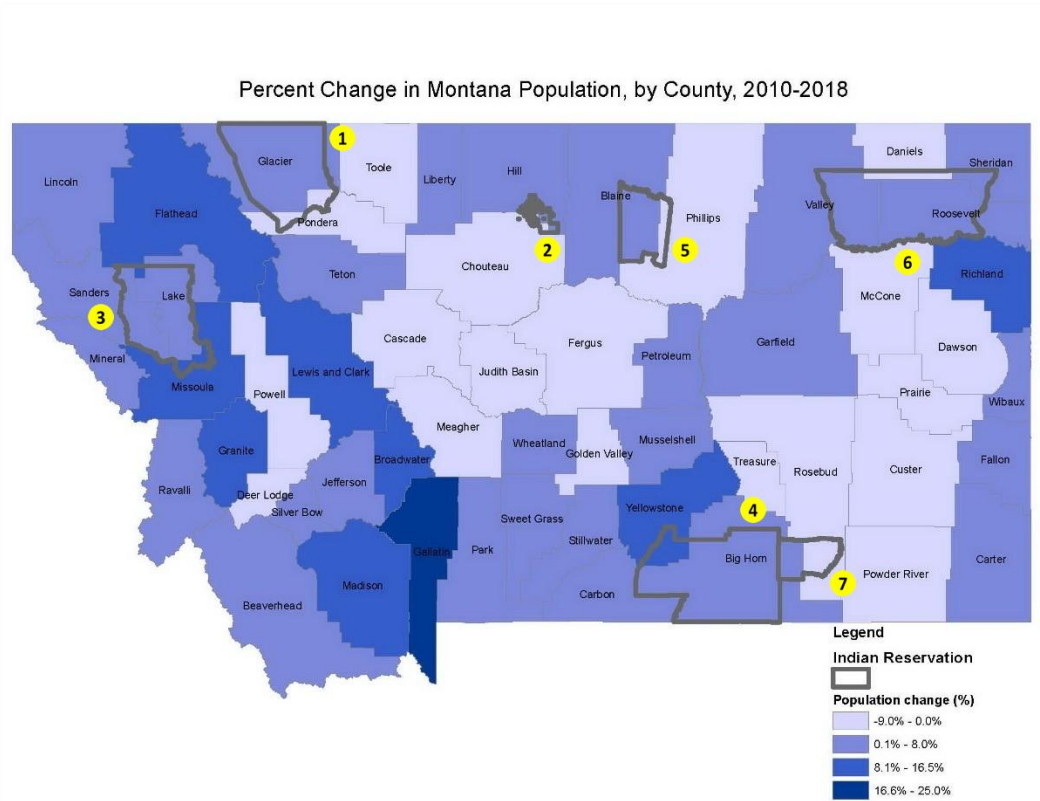 Percent Change in Montana Population, by County, 2010-2018
1
Glacier
Toole
Daniels
Sheridan
Lincoln
Liberty
Hill
Blaine
Valley
Roosevelt
Flathead
Pondera
Phillips
2
5
6
Chouteau
Teton
Richland
Sanders
Lake
McCone
3
Cascade
Fergus
Garfield
Dawson
Mineral
Missoula
Lewis and Clark
Judith Basin
Petroleum
Powell
Prairie
Wibaux
Meagher
Granite
Broadwater
Wheatland
Golden Valley
Musselshell
Treasure
Rosebud
Custer
Fallon
Ravalli
Jefferson
Deer Lodge
Silver Bow
Yellowstone
4
Sweet Grass
Stillwater
Gallatin
Park
Big Horn
Carter
Madison
7
Powder River
Beaverhead
Carbon
Legend
Indian Reservation
Population change (%)
-9.0% - 0.0%
0.1% - 8.0%
8.1% - 16.5%
16.6% - 25.0%